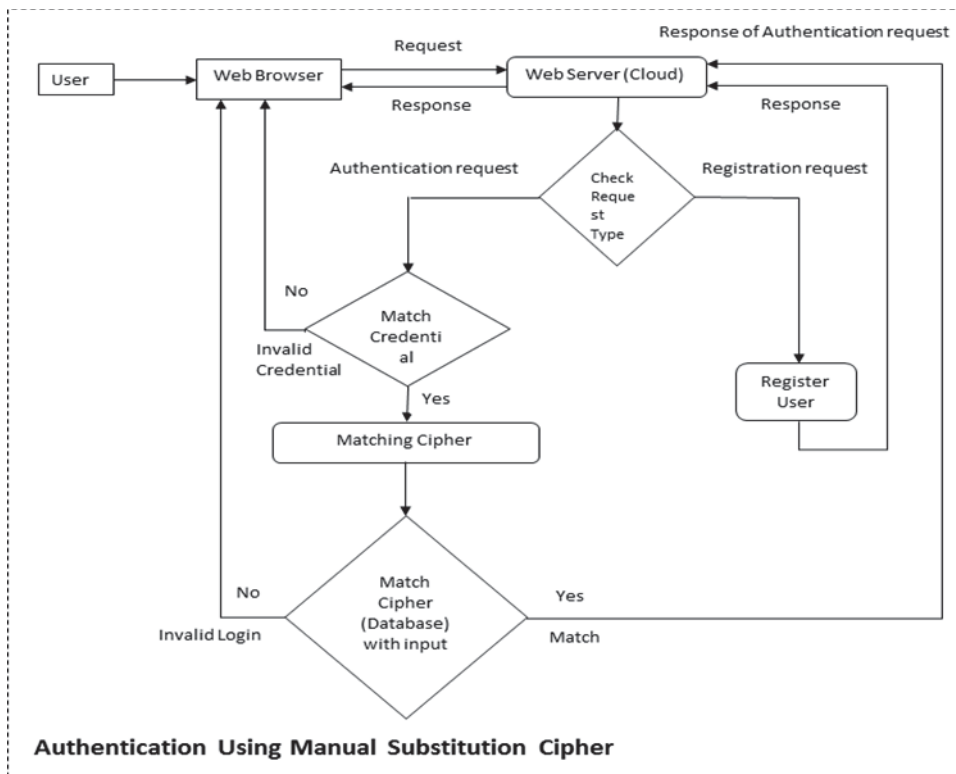 Response of Authentication request
Request
User
Web Browser
Web Server (Cloud)
Response
Response
Authentication request
Registration request
Check
Reque
st
Type
No
Match
Credenti
al
Invalid
Credential
Register
User
Yes
Matching Cipher
Match
Cipher
(Database)
with input
No
Yes
Invalid Login
Match
Authentication Using Manual Substitution Cipher